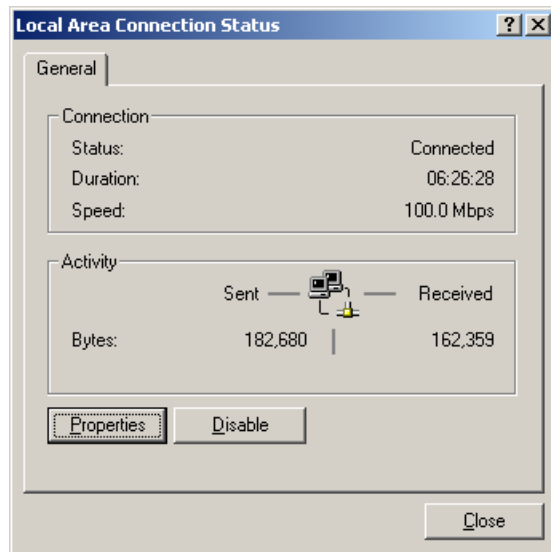 Local Area Connection Status
General
Connection
Status: Connected
Duration: 06:26:28
Speed: 100.0 Mbps
Activity
Sent Received
Bytes: 182,680 162,359
Properties Disable
Close